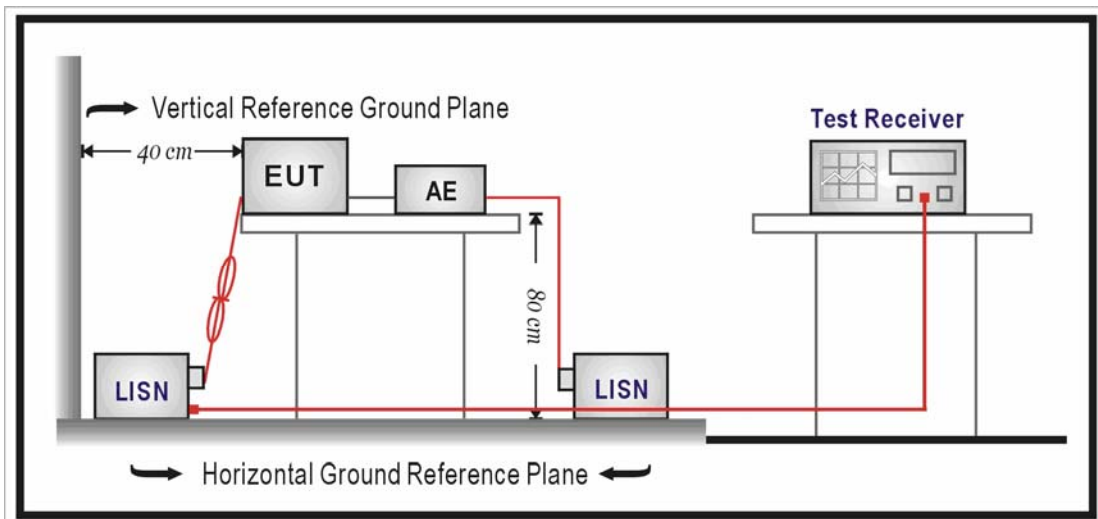 Vertical Reference Ground Plane
40 cm
EUT
AE
Test Receiver
80 cm
LISN
LISN
Horizontal Ground Reference Plane